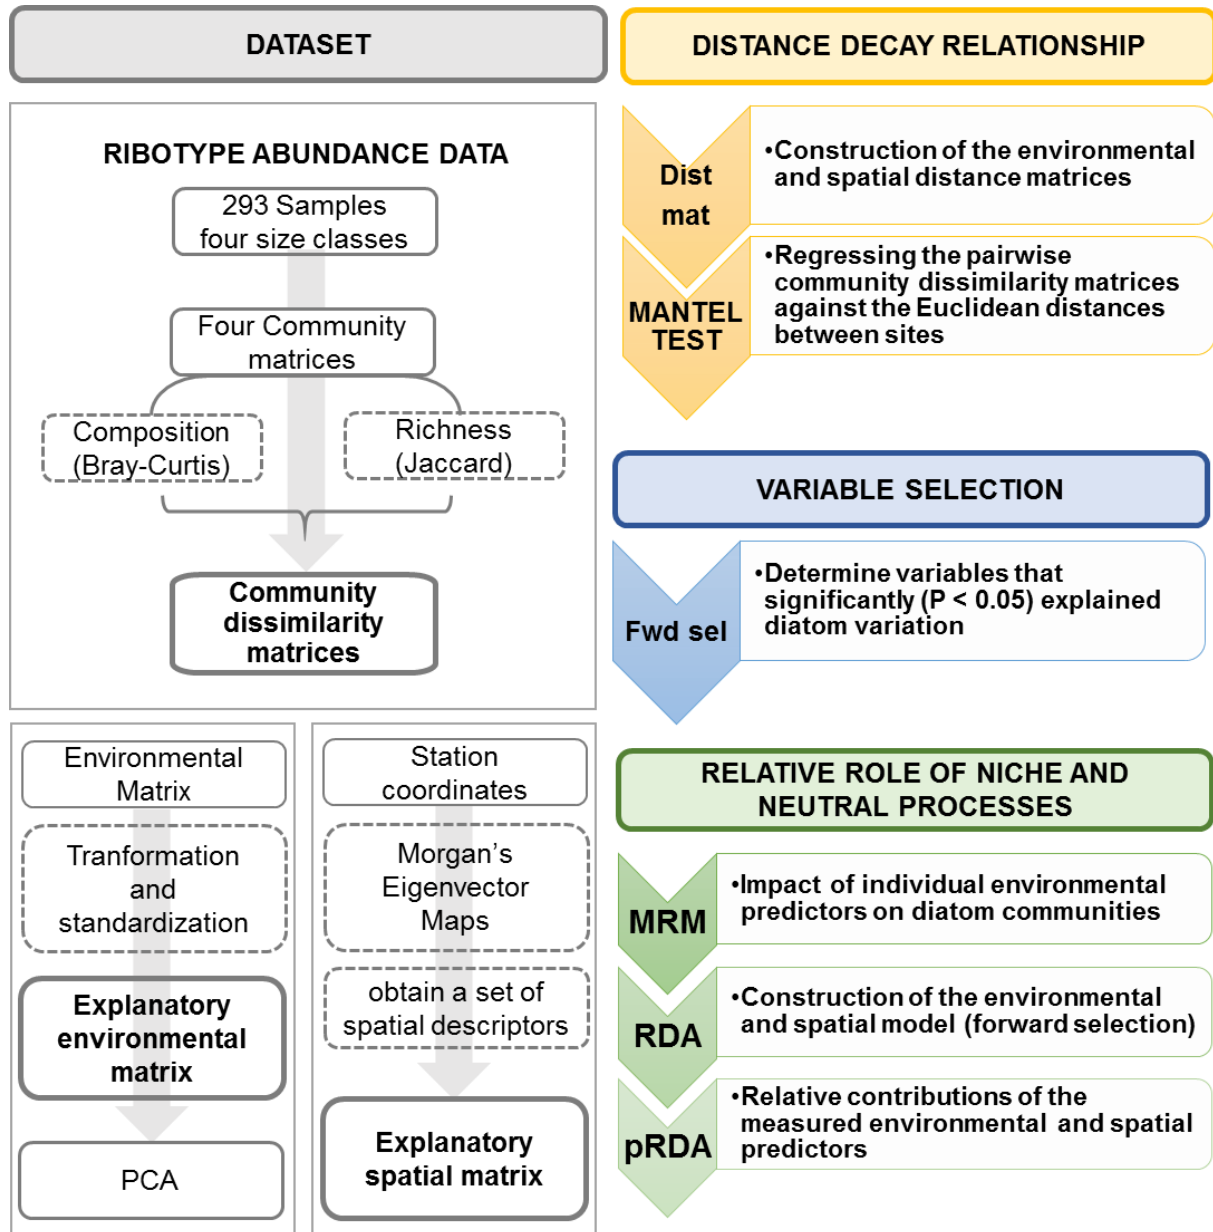 DATASET
RIBOTYPE ABUNDANCE DATA
293 Samples
four size classes
Four Community
matrices
Composition
(Bray-Curtis)
Richness
(Jaccard)
Community
dissimilarity
matrices
Environmental
Matrix
Tranformation
and
standardization
Explanatory
environmental
matrix
PCA
Station
coordinates
Morgan's
Eigenvector
Maps
obtain a set of
spatial descriptors
Explanatory
spatial matrix
DISTANCE DECAY RELATIONSHIP
Dist
mat
•Construction of the environmental
and spatial distance matrices
MANTEL
TEST
•Regressing the pairwise
community dissimilarity matrices
against the Euclidean distances
between sites
VARIABLE SELECTION
Fwd sel
•Determine variables that
significantly (P < 0.05) explained
diatom variation
RELATIVE ROLE OF NICHE AND
NEUTRAL PROCESSES
MRM
•Impact of individual environmental
predictors on diatom communities
RDA
•Construction of the environmental
and spatial model (forward selection)
pRDA
•Relative contributions of the
measured environmental and spatial
predictors